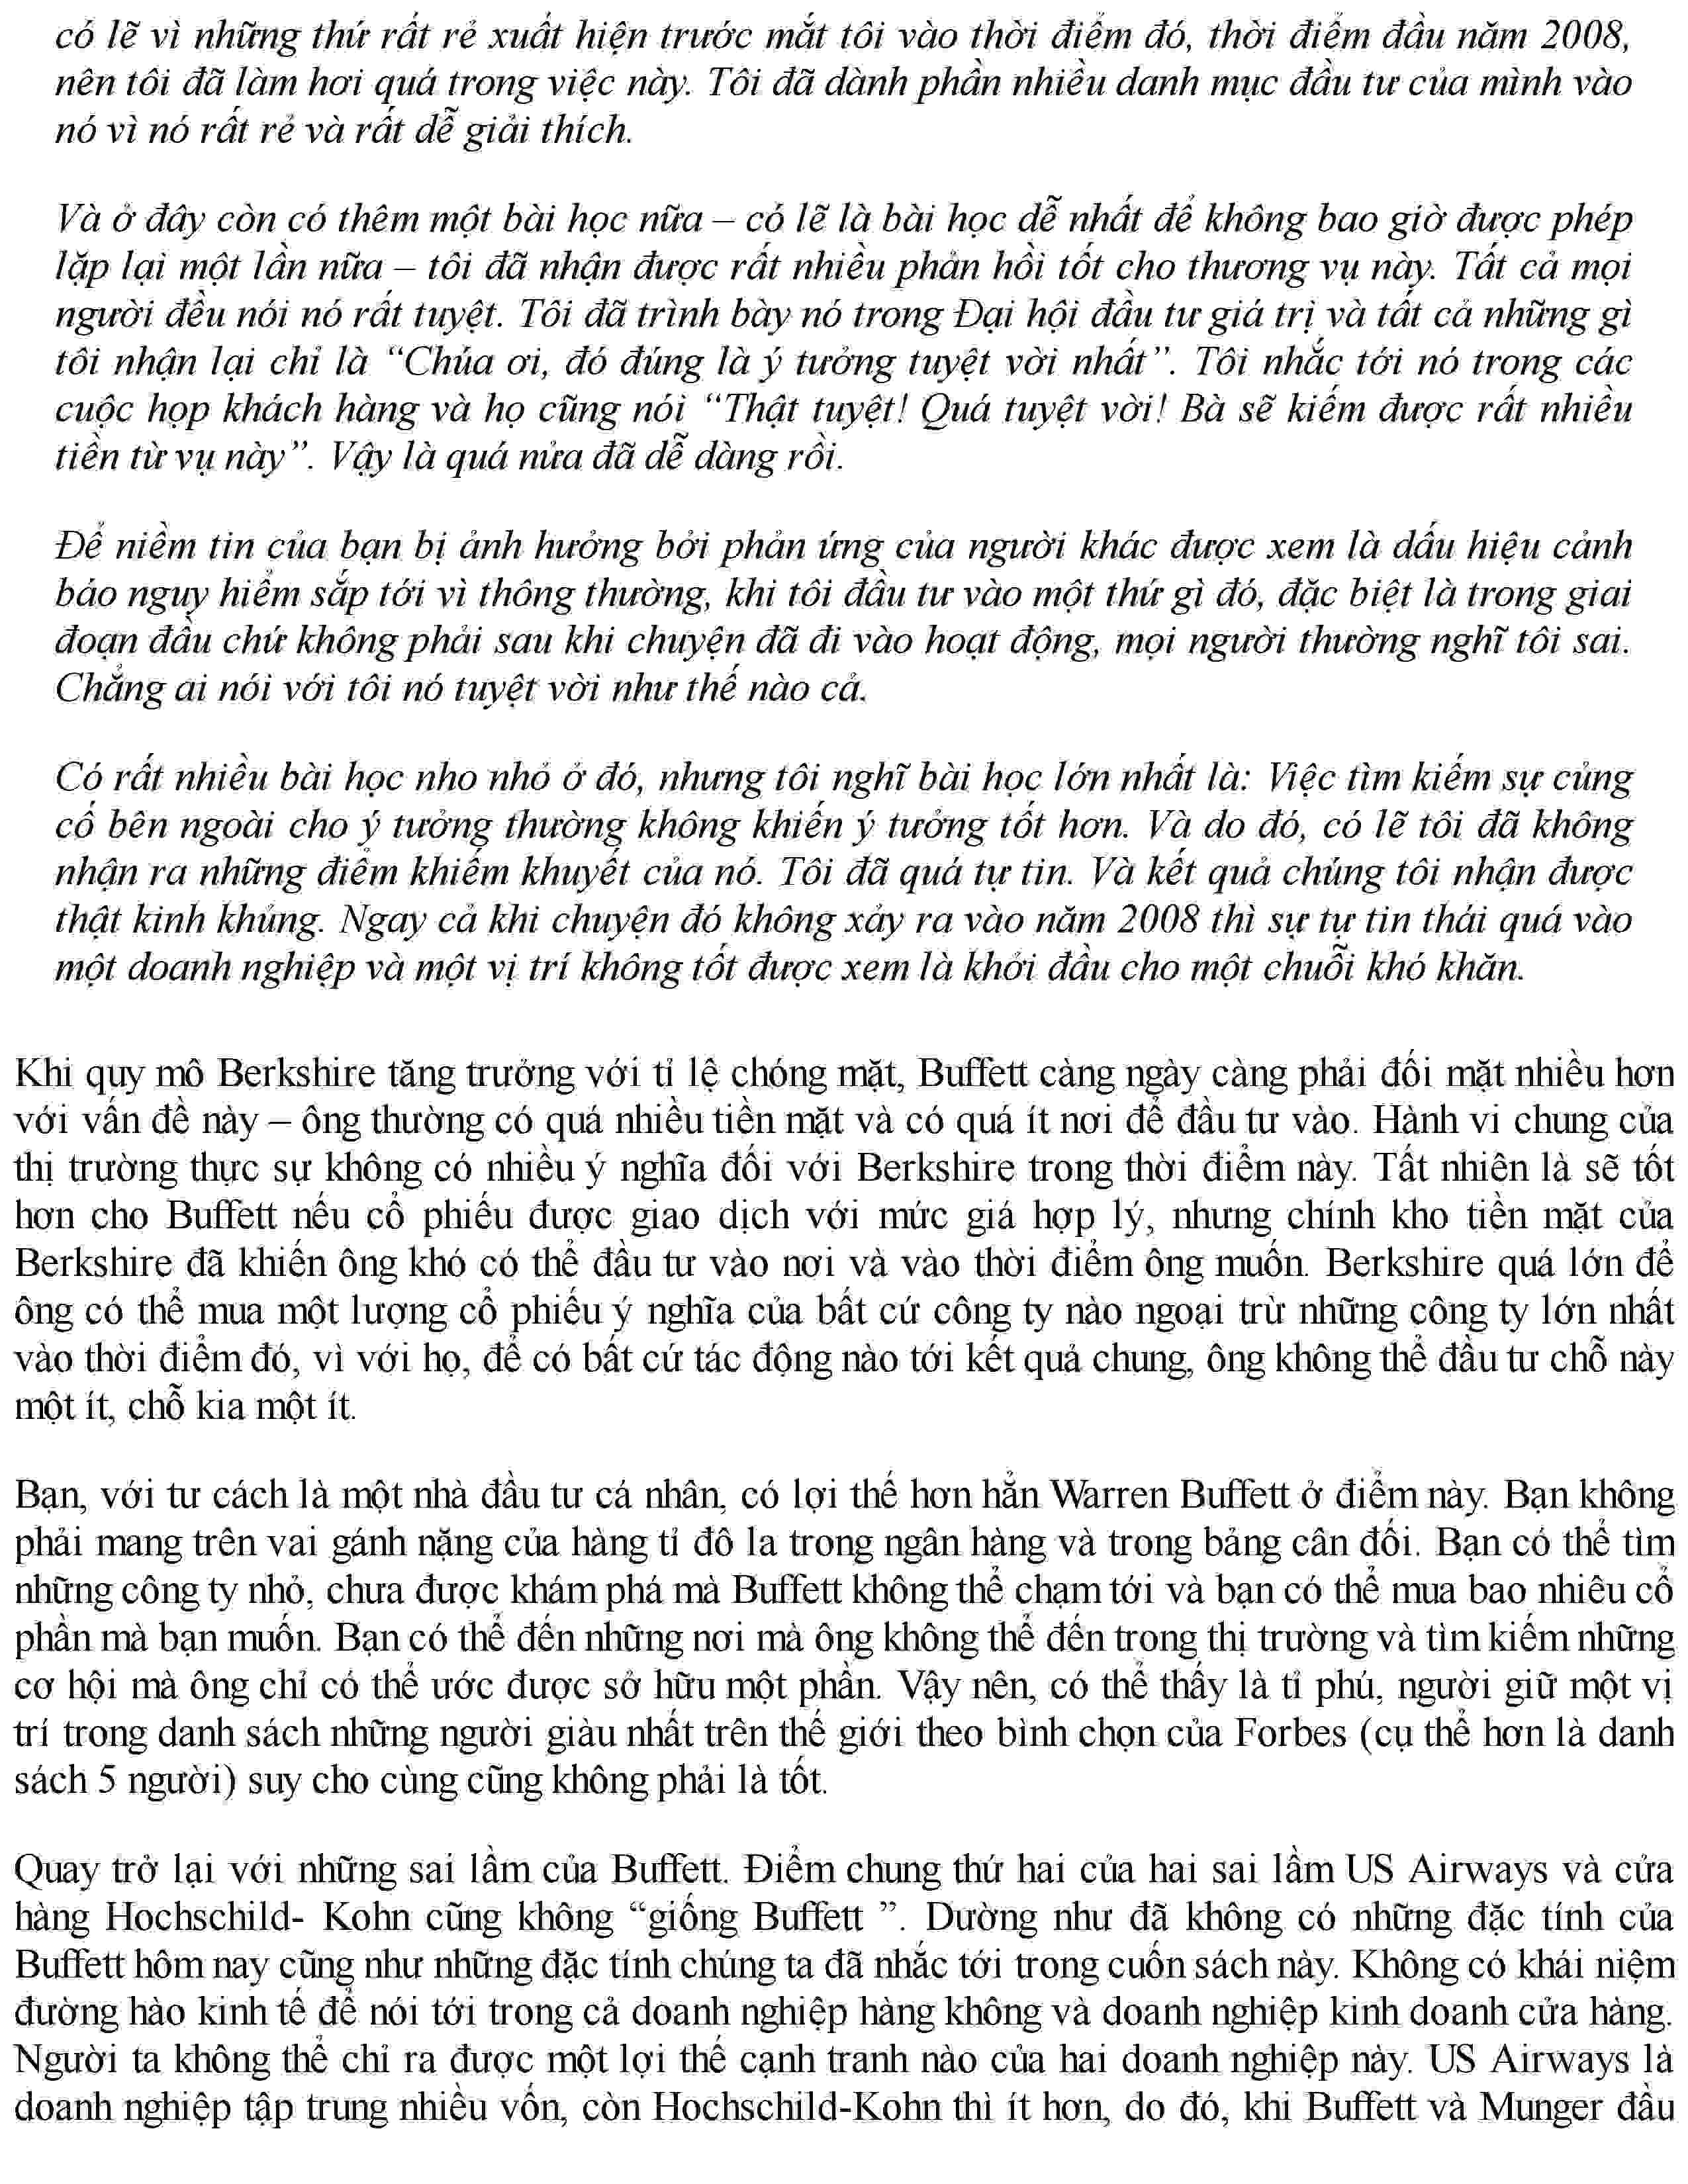 có lẽ vì những thứ rất rẻ xuất hiện trước mắt tôi vào thời điểm đó, thời điểm đầu năm 2008,
nên tôi đã làm hơi quá trong việc này. Tôi đã dành phần nhiều danh mục đầu tư của mình vào
nó vì nó rất rẻ và rất dễ giải thích.
Và ở đây còn có thêm một bài học nữa – có lẽ là bài học dễ nhất để không bao giờ được phép
lặp lại một lần nữa – tôi đã nhận được rất nhiều phản hồi tốt cho thương vụ này. Tất cả mọi
người đều nói nó rất tuyệt. Tôi đã trình bày nó trong Đại hội đầu tư giá trị và tất cả những gì
tôi nhận lại chỉ là “Chúa ơi, đó đúng là ý tưởng tuyệt vời nhất”. Tôi nhắc tới nó trong các
cuộc họp khách hàng và họ cũng nói “Thật tuyệt! Quá tuyệt vời! Bà sẽ kiếm được rất nhiều
tiền từ vụ này”. Vậy là quá nửa đã dễ dàng rồi.
Để niềm tin của bạn bị ảnh hưởng bởi phản ứng của người khác được xem là dấu hiệu cảnh
báo nguy hiểm sắp tới vì thông thường, khi tôi đầu tư vào một thứ gì đó, đặc biệt là trong giai
đoạn đầu chứ không phải sau khi chuyện đã đi vào hoạt động, mọi người thường nghĩ tôi sai.
Chẳng ai nói với tôi nó tuyệt vời như thế nào cả.
Có rất nhiều bài học nho nhỏ ở đó, nhưng tôi nghĩ bài học lớn nhất là: Việc tìm kiếm sự củng
cố bên ngoài cho ý tưởng thường không khiến ý tưởng tốt hơn. Và do đó, có lẽ tôi đã không
nhận ra những điểm khiếm khuyết của nó. Tôi đã quá tự tin. Và kết quả chúng tôi nhận được
thật kinh khủng. Ngay cả khi chuyện đó không xảy ra vào năm 2008 thì sự tự tin thái quá vào
một doanh nghiệp và một vị trí không tốt được xem là khởi đầu cho một chuỗi khó khăn.
Khi quy mô Berkshire tăng trưởng với tỉ lệ chóng mặt, Buffett càng ngày càng phải đối mặt nhiều hơn
với vấn đề này – ông thường có quá nhiều tiền mặt và có quá ít nơi để đầu tư vào. Hành vi chung của
thị trường thực sự không có nhiều ý nghĩa đối với Berkshire trong thời điểm này. Tất nhiên là sẽ tốt
hơn cho Buffett nếu cổ phiếu được giao dịch với mức giá hợp lý, nhưng chính kho tiền mặt của
Berkshire đã khiến ông khó có thể đầu tư vào nơi và vào thời điểm ông muốn. Berkshire quá lớn để
ông có thể mua một lượng cổ phiếu ý nghĩa của bất cứ công ty nào ngoại trừ những công ty lớn nhất
vào thời điểm đó, vì với họ, để có bất cứ tác động nào tới kết quả chung, ông không thể đầu tư chỗ này
một ít, chỗ kia một ít.
Bạn, với tư cách là một nhà đầu tư cá nhân, có lợi thế hơn hẳn Warren Buffett ở điểm này. Bạn không
phải mang trên vai gánh nặng của hàng tỉ đô la trong ngân hàng và trong bảng cân đối. Bạn có thể tìm
những công ty nhỏ, chưa được khám phá mà Buffett không thể chạm tới và bạn có thể mua bao nhiêu cổ
phần mà bạn muốn. Bạn có thể đến những nơi mà ông không thể đến trong thị trường và tìm kiếm những
cơ hội mà ông chỉ có thể ước được sở hữu một phần. Vậy nên, có thể thấy là tỉ phú, người giữ một vị
trí trong danh sách những người giàu nhất trên thế giới theo bình chọn của Forbes (cụ thể hơn là danh
sách 5 người) suy cho cùng cũng không phải là tốt.
Quay trở lại với những sai lầm của Buffett. Điểm chung thứ hai của hai sai lầm US Airways và cửa
hàng Hochschild- Kohn cũng không “giống Buffett ”. Dường như đã không có những đặc tính của
Buffett hôm nay cũng như những đặc tính chúng ta đã nhắc tới trong cuốn sách này. Không có khái niệm
đường hào kinh tế để nói tới trong cả doanh nghiệp hàng không và doanh nghiệp kinh doanh cửa hàng.
Người ta không thể chỉ ra được một lợi thế cạnh tranh nào của hai doanh nghiệp này. US Airways là
doanh nghiệp tập trung nhiều vốn, còn Hochschild-Kohn thì ít hơn, do đó, khi Buffett và Munger đầu